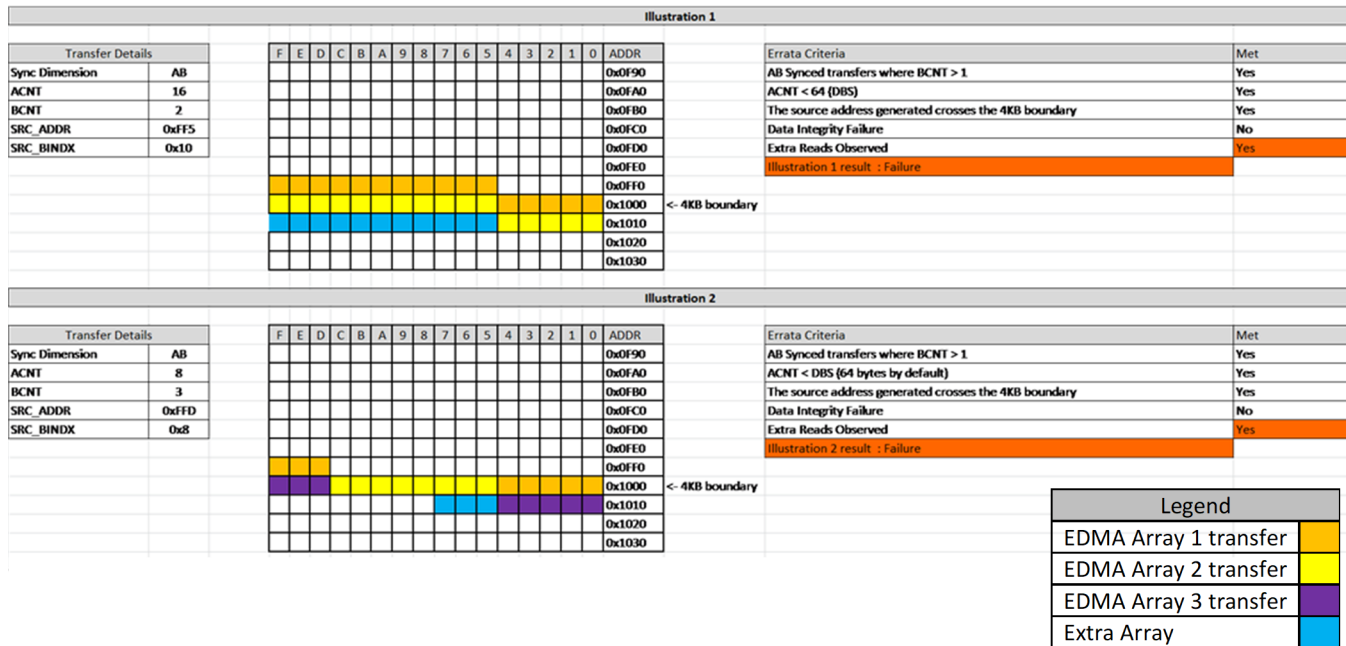 Illustration 1
Transfer Details F E D C B A 9 8 7 6 5 4 3 2 1 0 ADDR Errata Criteria Met
Sync Dimension AB 0x0F90 AB Synced transfers where BCNT > 1 Yes
ACNT 16 0x0FA0 ACNT < 64 (DBS) Yes
BCNT 2 0x0FB0 The source address generated crosses the 4KB boundary Yes
SRC_ADDR 0xFF5 0x0FC0 Data Integrity Failure No
SRC_BINDX 0x10 0x0FD0 Extra Reads Observed Yes
0x0FE0 Illustration 1 result : Failure
0x0FF0
0x1000 <- 4KB boundary
0x1010
0x1020
0x1030
Illustration 2
Transfer Details F E D C B A 9 8 7 6 5 4 3 2 1 0 ADDR Errata Criteria Met
Sync Dimension AB 0x0F90 AB Synced transfers where BCNT > 1 Yes
ACNT 8 0x0FA0 ACNT < DBS (64 bytes by default) Yes
BCNT 3 0x0FB0 The source address generated crosses the 4KB boundary Yes
SRC_ADDR 0xFFD 0x0FC0 Data Integrity Failure No
SRC_BINDX 0x8 0x0FD0 Extra Reads Observed Yes
0x0FE0 Illustration 2 result : Failure
0x0FF0
0x1000 <- 4KB boundary
0x1010
0x1020
0x1030
Legend
EDMA Array 1 transfer
EDMA Array 2 transfer
EDMA Array 3 transfer
Extra Array